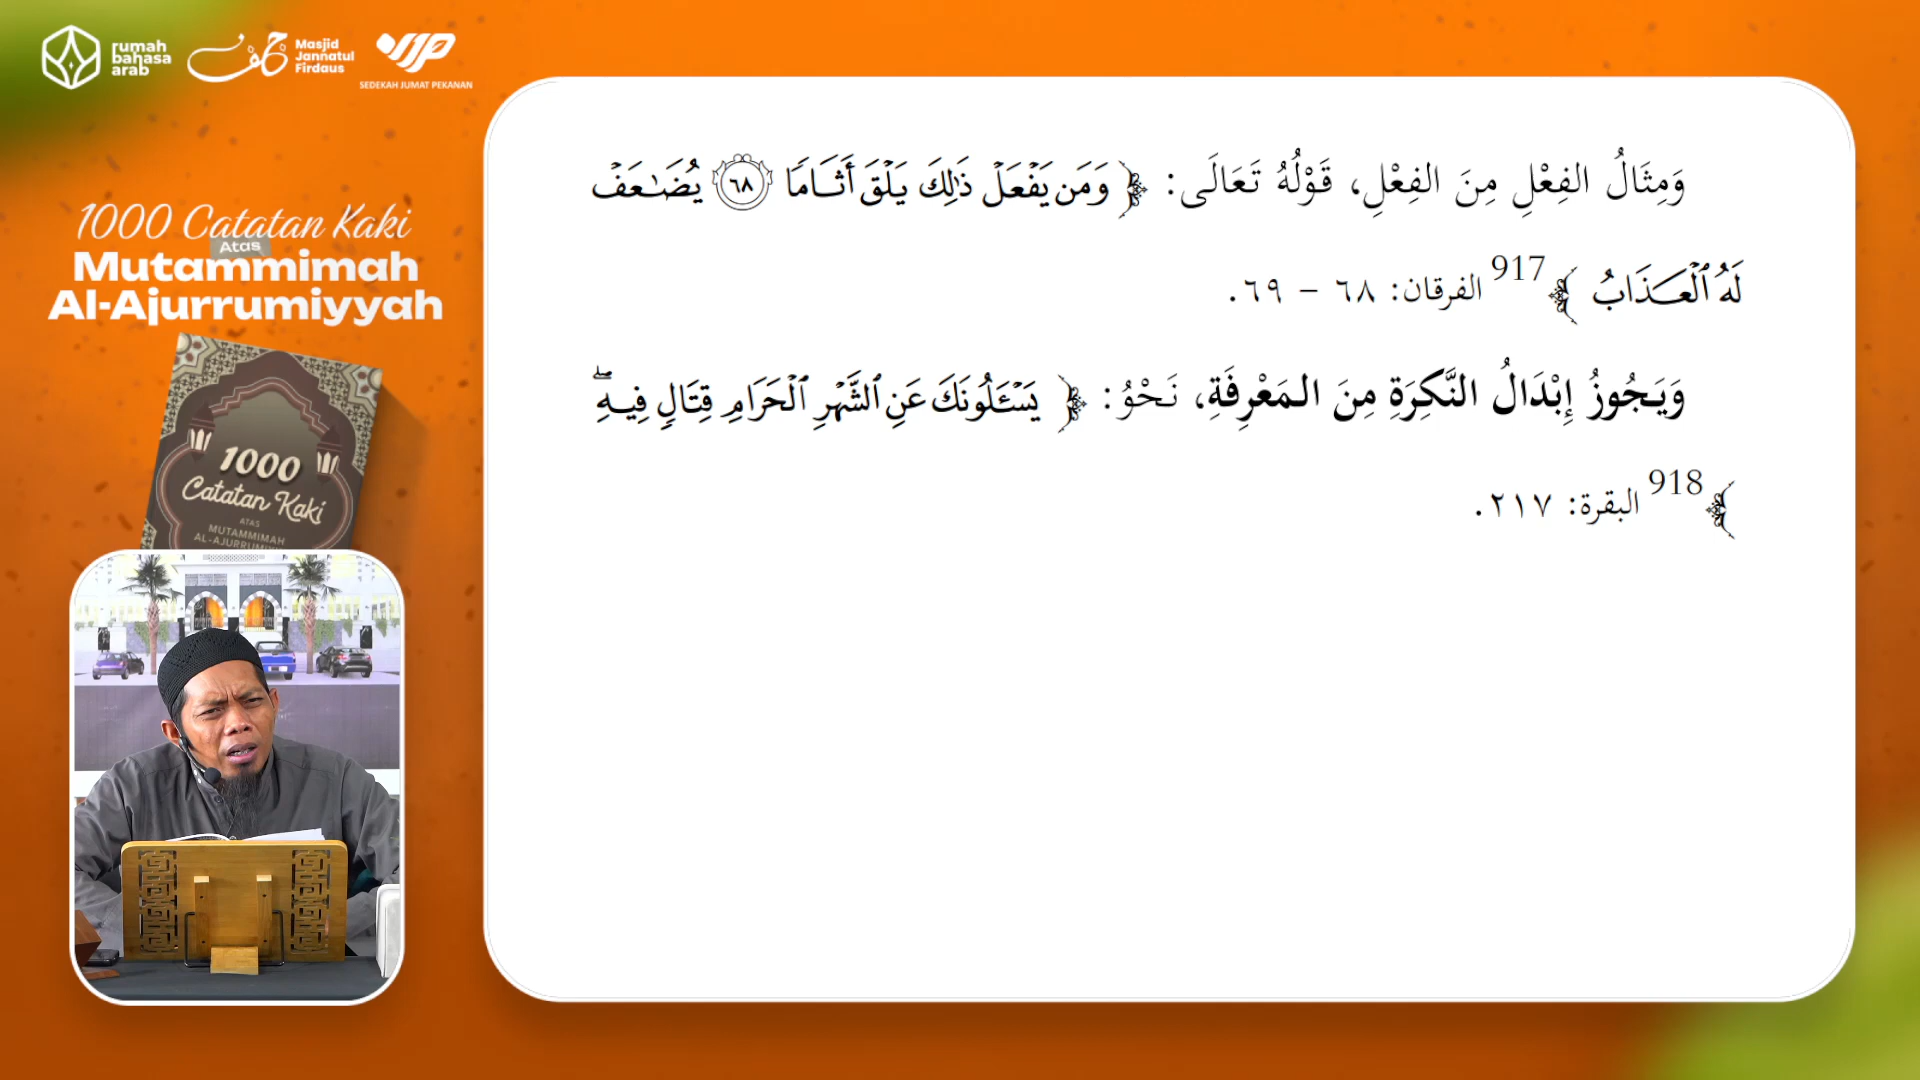 rumah
bahasa
arab
Masjid
Jannatul
Firdaus
SEDEKAH JUMAT PEKANAN
1000 Catatan Kaki
Atas
Mutammimah
Al-Ajurrumiyyah
1000
Catatan Kaki
ATAS
MUTAMMIMAH
وَمِثَالُ الفِعْلِ مِنَ الفِعْلِ، قَوْلُهُ تَعَالَى: ﴿ وَمَن يَفۡعَلۡ ذَٰلِكَ يَلۡقَ أَثَامٗا ٦٨ يُضَٰعَفۡ
لَهُ ٱلۡعَذَابُ ﴾ 917 الفرقان: ٦٨ – ٦٩.
وَيَجُوزُ إِبْدَالُ النَّكِرَةِ مِنَ المَعْرِفَةِ، نَحْوُ: ﴿ يَسۡـَٔلُونَكَ عَنِ ٱلشَّهۡرِ ٱلۡحَرَامِ قِتَالٖ فِيهِۖ
﴾ 918 البقرة: ٢١٧.